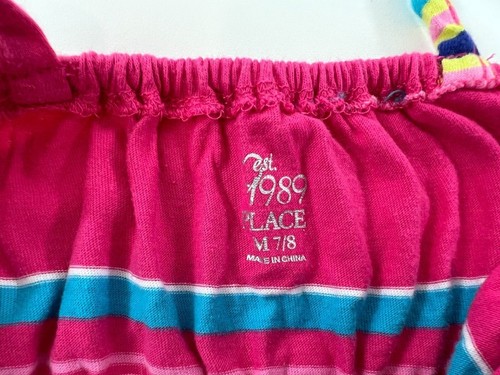 est.
1989
PLACE
M 7/8
MADE IN CHINA